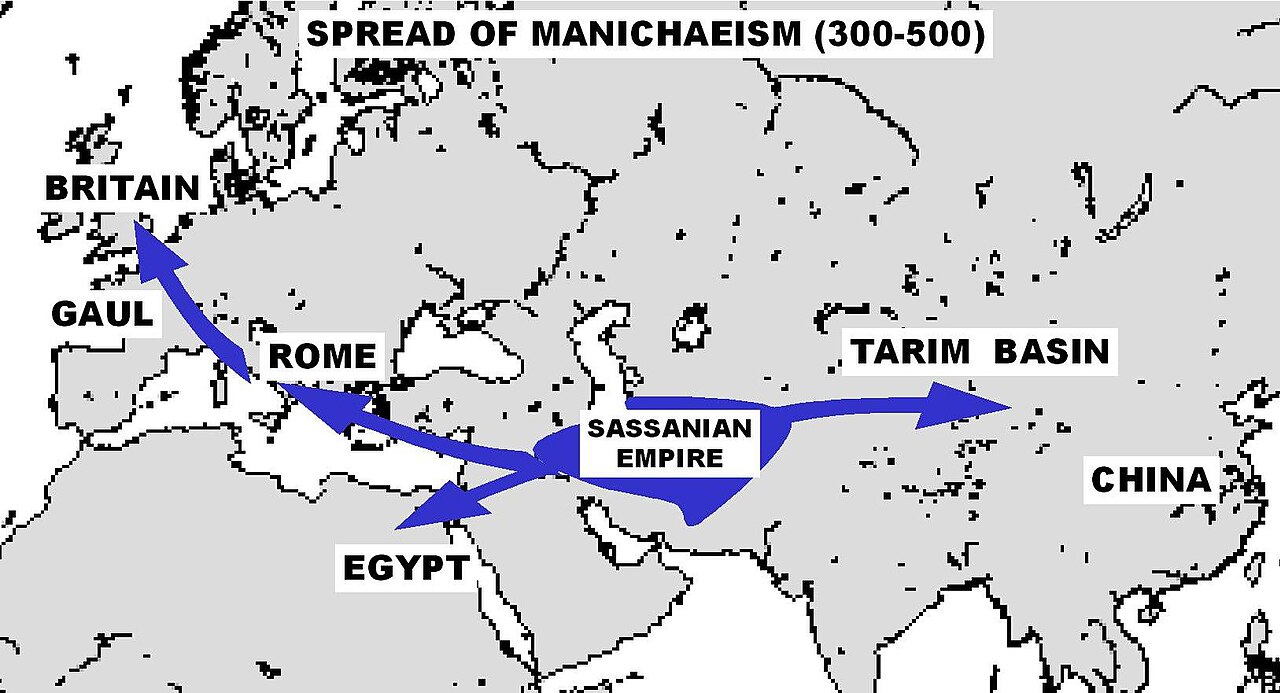 SPREAD OF MANICHAEISM (300-500)
BRITAIN
GAUL
ROME
TARIM BASIN
SASSANIAN
EMPIRE
CHINA
EGYPT